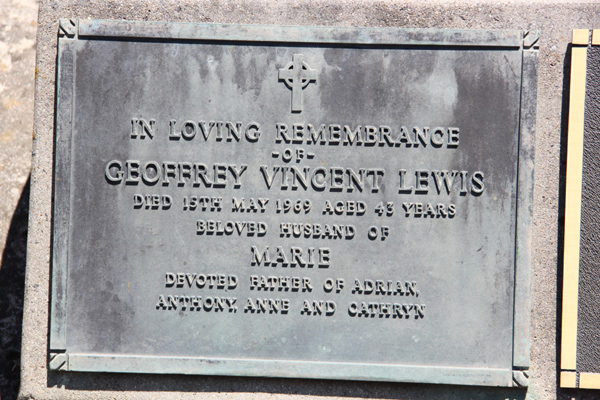 IN LOVING REMEMBRANCE
-OF-
GEOFFREY VINCENT LEWIS
DIED 15TH MAY 1969 AGED 43 YEARS
BELOVED HUSBAND OF
MARIE
DEVOTED FATHER OF ADRIAN,
ANTHONY, ANNE AND CATHRYN